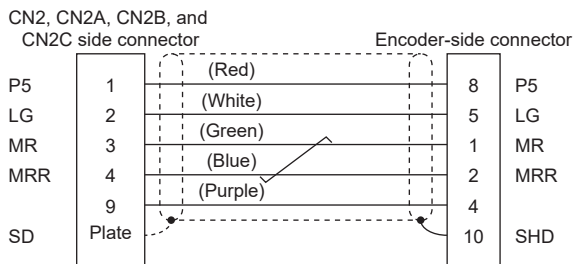 CN2, CN2A, CN2B, and
CN2C side connector
Encoder-side connector
P5 1 (Red) 8 P5
LG 2 (White) 5 LG
MR 3 (Green) 1 MR
MRR 4 (Blue) 2 MRR
9 (Purple) 4
SD Plate 10 SHD